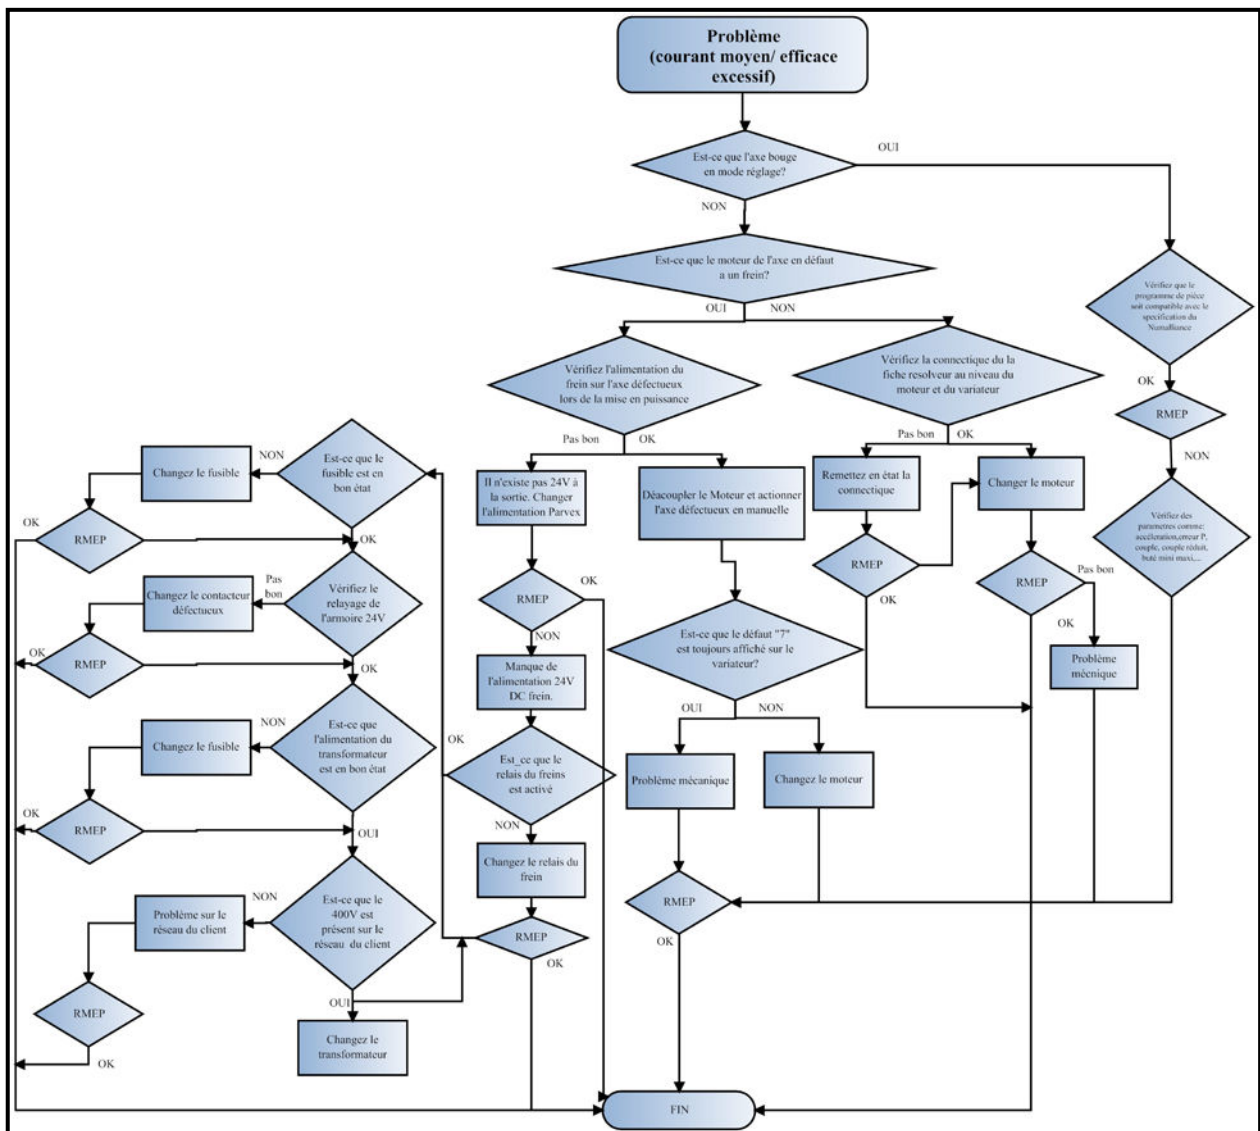 Problème
(courant moyen/ efficace
excessif)
Est-ce que l'axe bouge
en mode réglage?
OUI
NON
Est-ce que le moteur de l'axe en défaut
a un frein?
OUI
NON
Vérifiez que le
programme de pièce
soit compatible avec le
specification du
Numalliance
OK
RMEP
NON
Vérifiez des
parametres comme:
accéleration,erreur P,
couple, couple réduit,
buté mini maxi,...
Vérifiez l'alimentation du
frein sur l'axe défectueux
lors de la mise en puissance
Pas bon
OK
Vérifiez la connectique du la
fiche resolveur au niveau du
moteur et du variateur
Pas bon
OK
Il n'existe pas 24V à
la sortie. Changer
l'alimentation Parvex
Déacoupler le Moteur et actionner
l'axe défectueux en manuelle
Remettez en état la
connectique
Changer le moteur
RMEP
OK
RMEP
Pas bon
OK
Problème
mécnique
RMEP
OK
NON
Manque de
l'alimentation 24V
DC frein.
Est_ce que le
relais du freins
est activé
OK
NON
Changez le relais du
frein
RMEP
OK
Est-ce que le défaut "7"
est toujours affiché sur le
variateur?
OUI
NON
Problème mécanique
Changez le moteur
RMEP
OK
Est-ce que le
fusible est en
bon état
NON
Changez le fusible
OK
RMEP
OK
Vérifiez le
relayage de
l'armoire 24V
Pas
bon
Changez le contacteur
défectueux
OK
RMEP
OK
Est-ce que
l'alimentation du
transformateur
est en bon état
NON
Changez le fusible
OK
RMEP
OUI
Est-ce que le
400V est
présent sur le
réseau du client
NON
Problème sur le
réseau du client
RMEP
OK
OUI
Changez le
transformateur
FIN